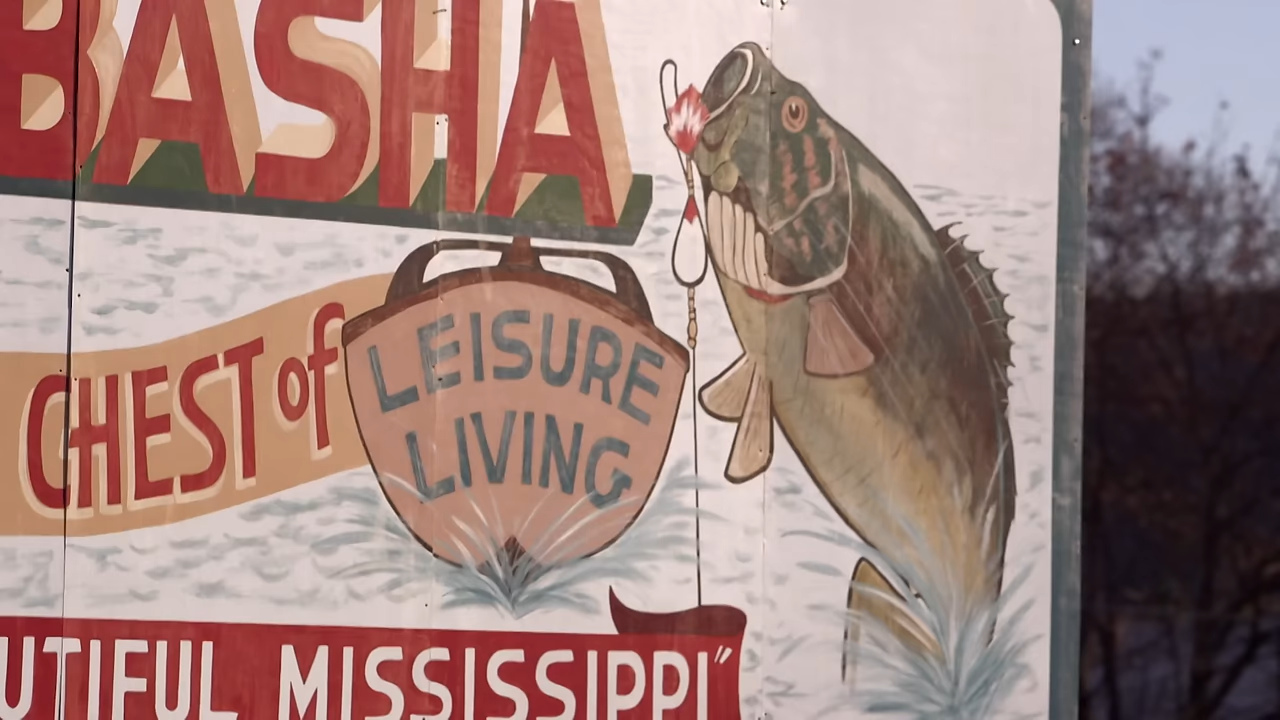 BASHA
CHEST of
LEISURE
LIVING
UTIFUL MISSISSIPPI”